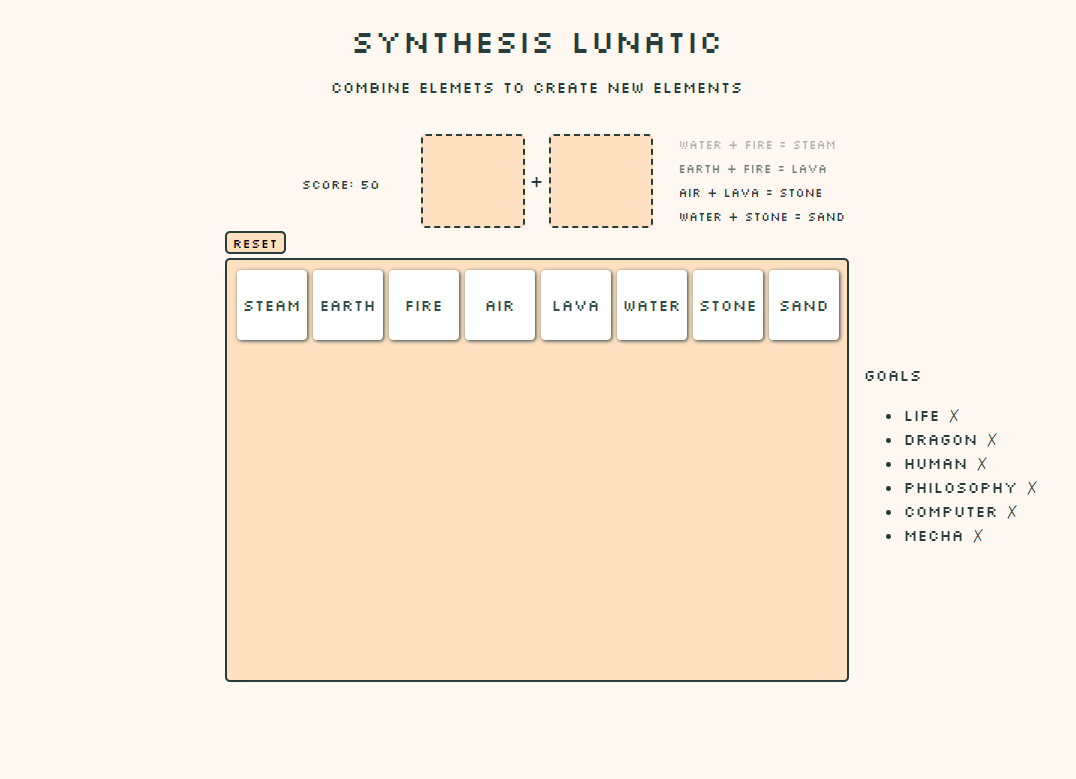 SYNTHESIS LUNATIC
COMBINE ELEMETS TO CREATE NEW ELEMENTS
WATER + FIRE = STEAM
EARTH + FIRE = LAVA
SCORE: 50
+
AIR + LAVA = STONE
WATER + STONE = SAND
RESET
STEAM EARTH FIRE AIR LAVA WATER STONE SAND
GOALS
• LIFE X
• DRAGON X
• HUMAN X
• PHILOSOPHY X
• COMPUTER X
• MECHA X